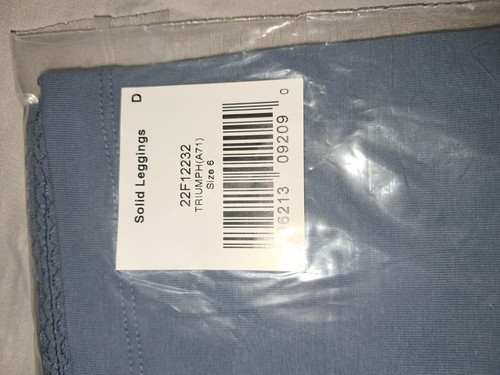 D
Solid Leggings
22F12232
TRIUMPH(A71)
Size 6
6213 09209 0